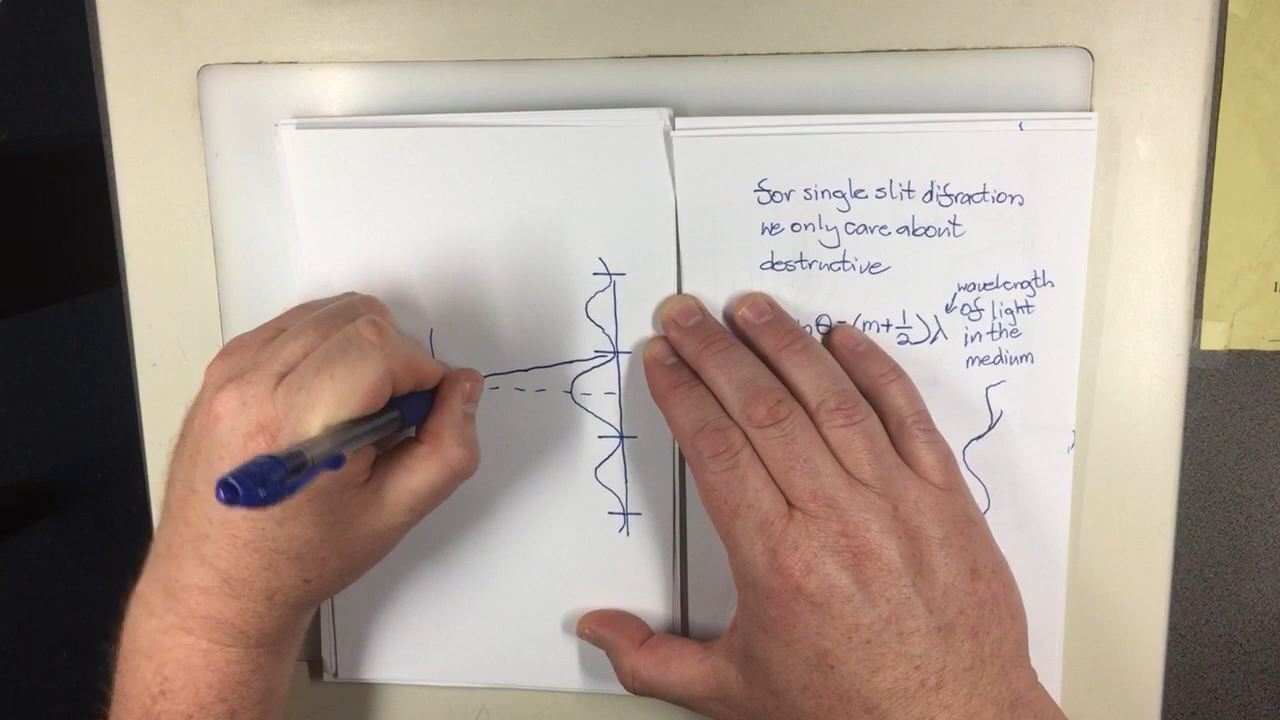 for single slit difraction
we only care about
destructive
wavelength
of light
in the
medium
θ=(m+1/2)λ